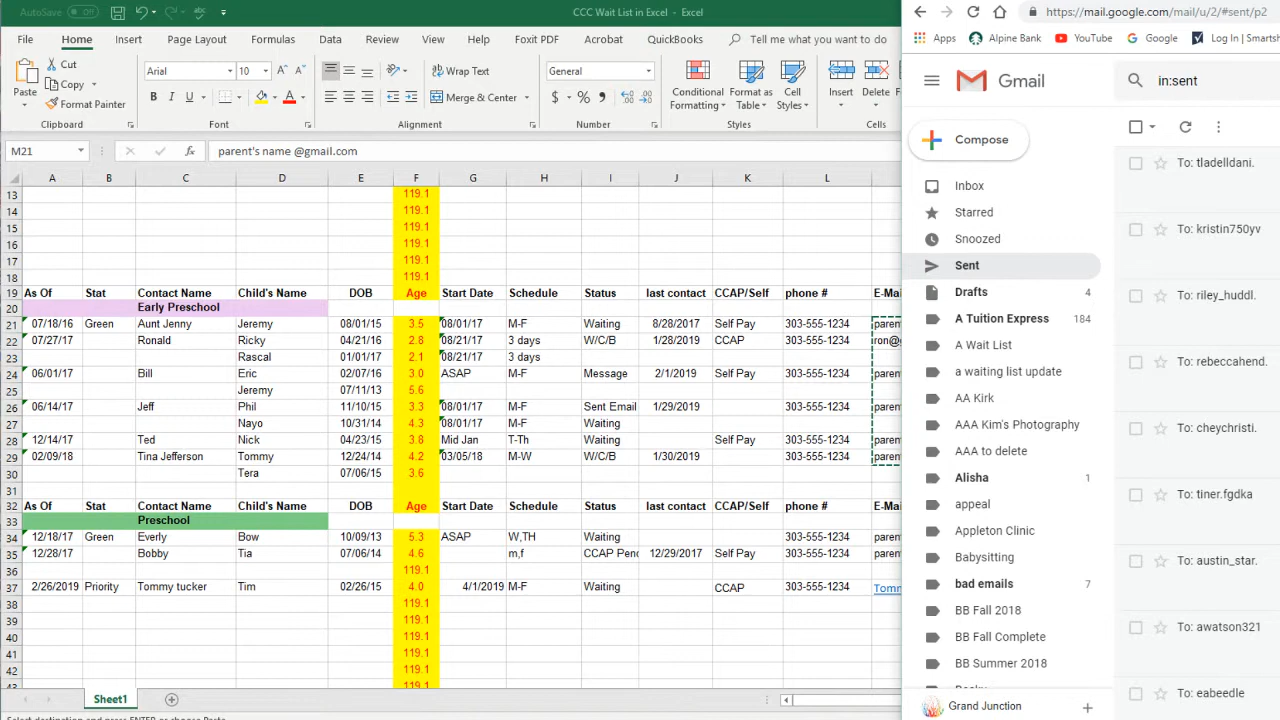 AutoSave Off CCC Wait List in Excel - Excel
File Home Insert Page Layout Formulas Data Review View Foxit PDF Acrobat QuickBooks Tell me what you want to do
Paste Cut Copy Format Painter
Arial 10 Wrap Text General
B I U Merge & Center $ % , Conditional Formatting Format as Table Cell Styles Insert Delete
Clipboard Font Alignment Number Styles Cells
M21 fx parent's name @gmail.com
A B C D E F G H I J K L
13 119.1
14 119.1
15 119.1
16 119.1
17 119.1
18 119.1
19 As Of Stat Contact Name Child's Name DOB Age Start Date Schedule Status last contact CCAP/Self phone # E-Mai
20 Early Preschool
21 07/18/16 Green Aunt Jenny Jeremy 08/01/15 3.5 08/01/17 M-F Waiting 8/28/2017 Self Pay 303-555-1234 paren
22 07/27/17 Ronald Ricky 04/21/16 2.8 08/21/17 3 days W/C/B 1/28/2019 CCAP 303-555-1234 ron@
23 Rascal 01/01/17 2.1 08/21/17 3 days
24 06/01/17 Bill Eric 02/07/16 3.0 ASAP M-F Message 2/1/2019 Self Pay 303-555-1234 paren
25 Jeremy 07/11/13 5.6
26 06/14/17 Jeff Phil 11/10/15 3.3 08/01/17 M-F Sent Email 1/29/2019 303-555-1234 paren
27 Nayo 10/31/14 4.3 08/01/17 M-F Waiting
28 12/14/17 Ted Nick 04/23/15 3.8 Mid Jan T-Th Waiting Self Pay 303-555-1234 paren
29 02/09/18 Tina Jefferson Tommy 12/24/14 4.2 03/05/18 M-W W/C/B 1/30/2019 303-555-1234 paren
30 Tera 07/06/15 3.6
31
32 As Of Stat Contact Name Child's Name DOB Age Start Date Schedule Status last contact CCAP/Self phone # E-Mai
33 Preschool
34 12/18/17 Green Everly Bow 10/09/13 5.3 ASAP W,TH Waiting 303-555-1234 paren
35 12/28/17 Bobby Tia 07/06/14 4.6 m,f CCAP Penc 12/29/2017 Self Pay 303-555-1234 paren
36 119.1
37 2/26/2019 Priority Tommy tucker Tim 02/26/15 4.0 4/1/2019 M-F Waiting CCAP 303-555-1234 Tomm
38 119.1
39 119.1
40 119.1
41 119.1
42 119.1
43 119.1
Sheet1
https://mail.google.com/mail/u/2/#sent/p2
Apps Alpine Bank YouTube Google Log In | Smartsh
Gmail in:sent
Compose
Inbox
Starred
Snoozed
Sent
Drafts 4
A Tuition Express 184
A Wait List
a waiting list update
AA Kirk
AAA Kim's Photography
AAA to delete
Alisha 1
appeal
Appleton Clinic
Babysitting
bad emails 7
BB Fall 2018
BB Fall Complete
BB Summer 2018
Grand Junction
To: tladelldani.
To: kristin750yv
To: riley_huddl.
To: rebeccahend.
To: cheychristi.
To: tiner.fgdka
To: austin_star.
To: awatson321
To: eabeedle